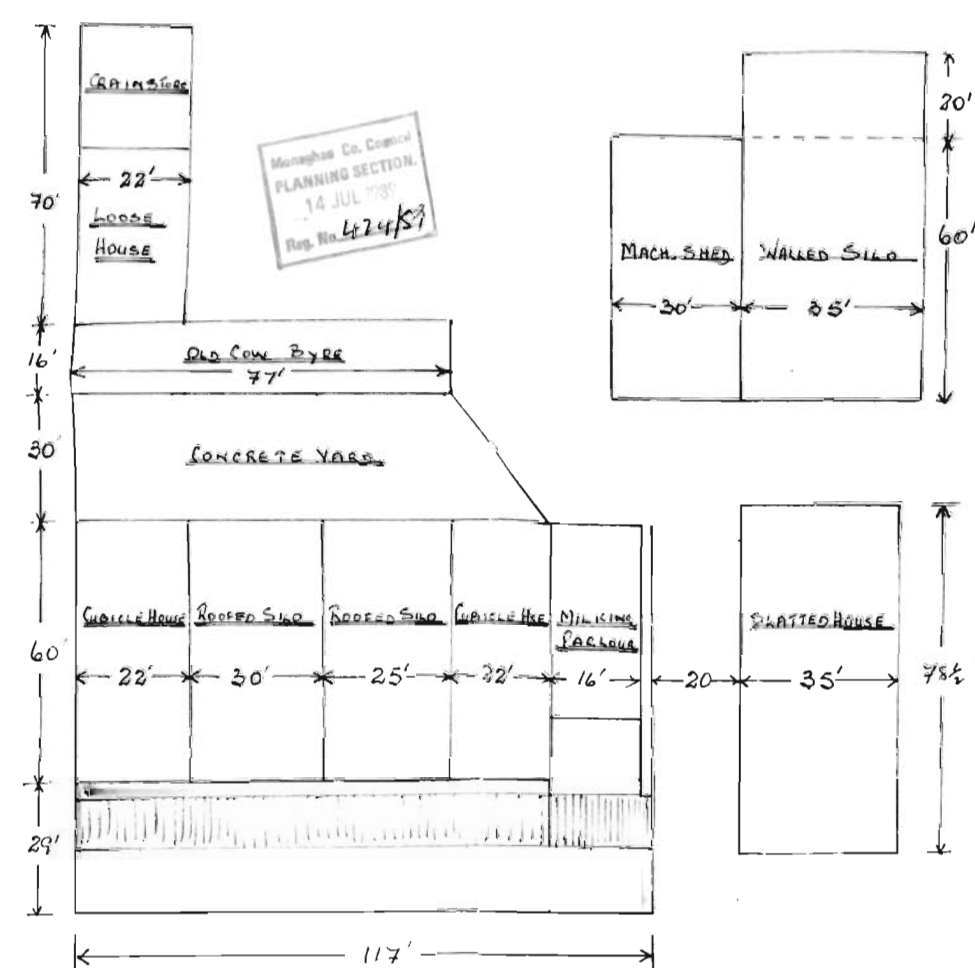 GRAINSTORE
70'
22'
LOOSE
HOUSE
Monaghan Co. Council
PLANNING SECTION.
14 JUL 1989
Reg. No. 424/89
20'
60'
MACH. SHED
WALLED SILO
30'
35'
16'
OLD COW BYRE
77'
30'
CONCRETE YARD
60'
CUBICLE HOUSE
ROOFED SILO
ROOFED SILO
CUBICLE HSE
MILKING
PARLOUR
22'
30'
25'
22'
16'
20
SLATTED HOUSE
35'
78½
29'
117'